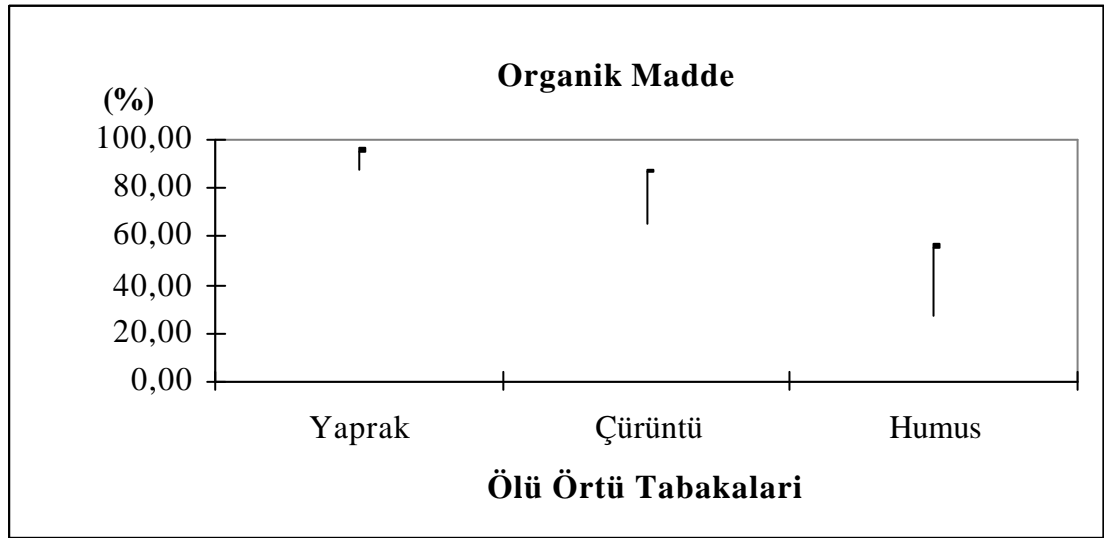 Organik Madde
(%)
100,00
80,00
60,00
40,00
20,00
0,00
Yaprak Çürüntü Humus
Ölü Örtü Tabakalari